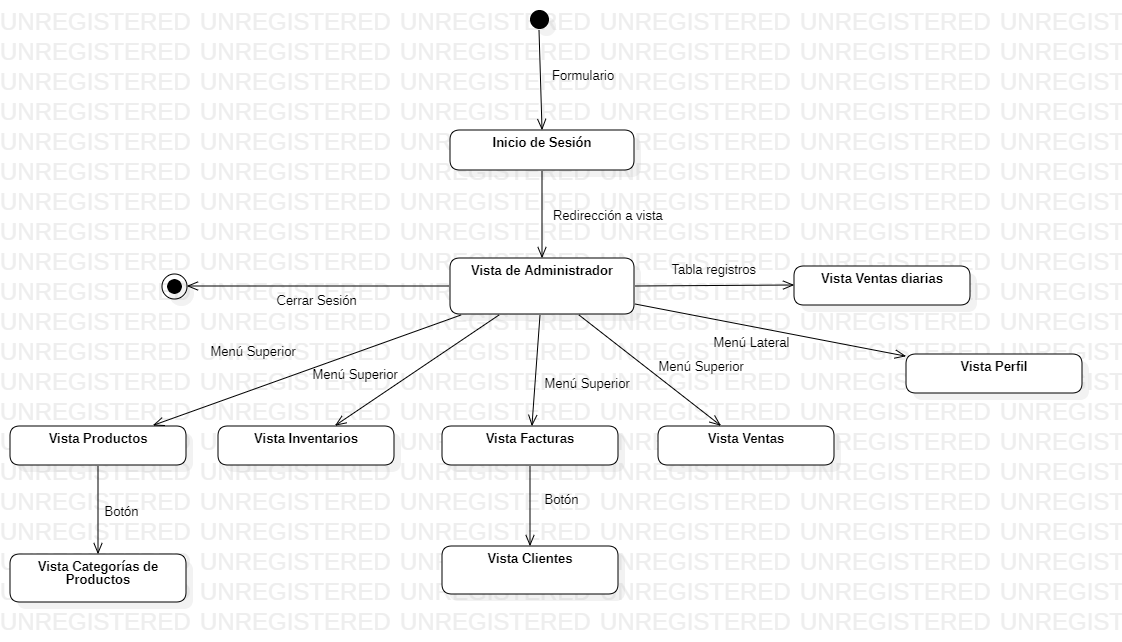 Formulario
Inicio de Sesión
Redirección a vista
Vista de Administrador
Tabla registros
Vista Ventas diarias
Cerrar Sesión
Menú Lateral
Menú Superior
Menú Superior
Menú Superior
Menú Superior
Vista Perfil
Vista Productos
Vista Inventarios
Vista Facturas
Vista Ventas
Botón
Botón
Vista Categorías de
Productos
Vista Clientes
UNREGISTERED